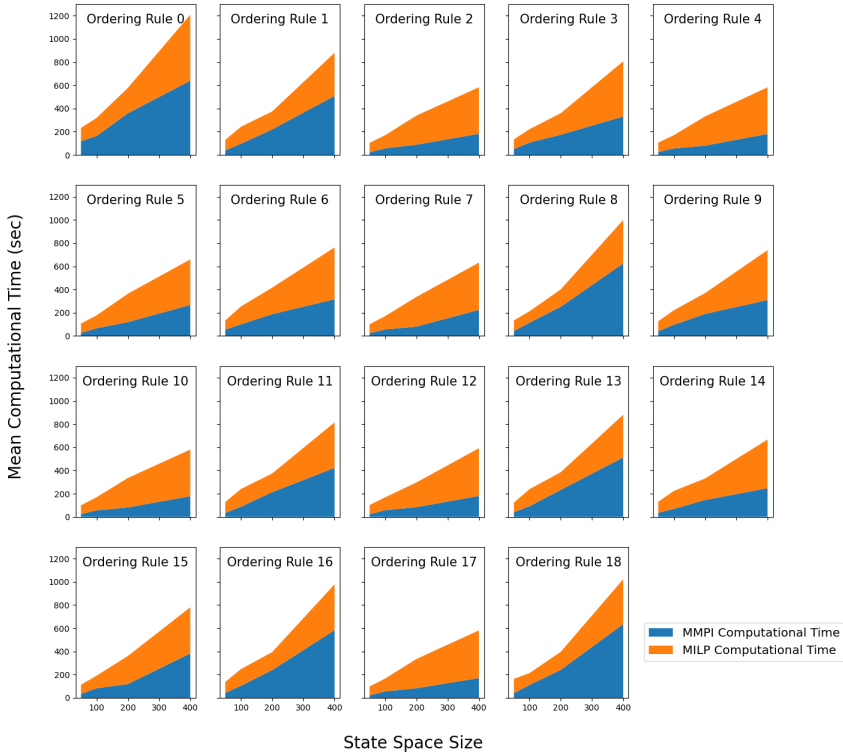 Mean Computational Time (sec)
Ordering Rule 0
Ordering Rule 1
Ordering Rule 2
Ordering Rule 3
Ordering Rule 4
1200
1000
800
600
400
200
0
Ordering Rule 5
Ordering Rule 6
Ordering Rule 7
Ordering Rule 8
Ordering Rule 9
1200
1000
800
600
400
200
0
Ordering Rule 10
Ordering Rule 11
Ordering Rule 12
Ordering Rule 13
Ordering Rule 14
1200
1000
800
600
400
200
0
Ordering Rule 15
Ordering Rule 16
Ordering Rule 17
Ordering Rule 18
1200
1000
800
600
400
200
0
100 200 300 400
100 200 300 400
100 200 300 400
100 200 300 400
MMPI Computational Time
MILP Computational Time
State Space Size